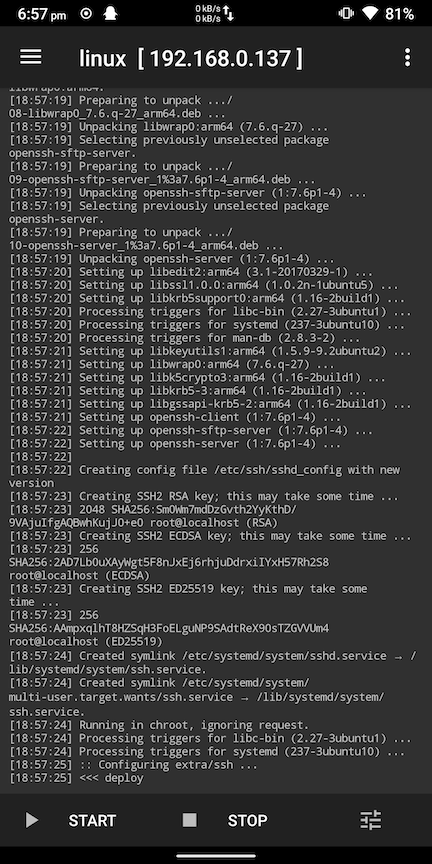 6:57 pm
0 kB/s
0 kB/s
81%
linux [ 192.168.0.137 ]
[18:57:19] Preparing to unpack .../
08-libwrap0_7.6.q-27_arm64.deb ...
[18:57:19] Unpacking libwrap0:arm64 (7.6.q-27) ...
[18:57:19] Selecting previously unselected package
openssh-sftp-server.
[18:57:19] Preparing to unpack .../
09-openssh-sftp-server_1%3a7.6p1-4_arm64.deb ...
[18:57:19] Unpacking openssh-sftp-server (1:7.6p1-4) ...
[18:57:19] Selecting previously unselected package
openssh-server.
[18:57:19] Preparing to unpack .../
10-openssh-server_1%3a7.6p1-4_arm64.deb ...
[18:57:19] Unpacking openssh-server (1:7.6p1-4) ...
[18:57:20] Setting up libedit2:arm64 (3.1-20170329-1) ...
[18:57:20] Setting up libssl1.0.0:arm64 (1.0.2n-1ubuntu5) ...
[18:57:20] Setting up libkrb5support0:arm64 (1.16-2build1) ...
[18:57:20] Processing triggers for libc-bin (2.27-3ubuntu1) ...
[18:57:20] Processing triggers for systemd (237-3ubuntu10) ...
[18:57:20] Processing triggers for man-db (2.8.3-2) ...
[18:57:21] Setting up libkeyutils1:arm64 (1.5.9-9.2ubuntu2) ...
[18:57:21] Setting up libwrap0:arm64 (7.6.q-27) ...
[18:57:21] Setting up libk5crypto3:arm64 (1.16-2build1) ...
[18:57:21] Setting up libkrb5-3:arm64 (1.16-2build1) ...
[18:57:21] Setting up libgssapi-krb5-2:arm64 (1.16-2build1) ...
[18:57:21] Setting up openssh-client (1:7.6p1-4) ...
[18:57:22] Setting up openssh-sftp-server (1:7.6p1-4) ...
[18:57:22] Setting up openssh-server (1:7.6p1-4) ...
[18:57:22]
[18:57:22] Creating config file /etc/ssh/sshd_config with new
version
[18:57:23] Creating SSH2 RSA key; this may take some time ...
[18:57:23] 2048 SHA256:SmOWm7mdDzGvth2YyKthD/
9VAjuIfgAQBwhKujJ0+e0 root@localhost (RSA)
[18:57:23] Creating SSH2 ECDSA key; this may take some time ...
[18:57:23] 256
SHA256:2AD7Lb0uXAyWgt5F8nJxEj6rhjuDdrxiIYxH57Rh2S8
root@localhost (ECDSA)
[18:57:23] Creating SSH2 ED25519 key; this may take some
time ...
[18:57:23] 256
SHA256:AAmpxqlhT8HZSqH3FoELguNP9SAdtReX90sTZGVVUm4
root@localhost (ED25519)
[18:57:24] Created symlink /etc/systemd/system/sshd.service → /
lib/systemd/system/ssh.service.
[18:57:24] Created symlink /etc/systemd/system/
multi-user.target.wants/ssh.service → /lib/systemd/system/
ssh.service.
[18:57:24] Running in chroot, ignoring request.
[18:57:24] Processing triggers for libc-bin (2.27-3ubuntu1) ...
[18:57:24] Processing triggers for systemd (237-3ubuntu10) ...
[18:57:25] :: Configuring extra/ssh ...
[18:57:25] <<< deploy
START
STOP